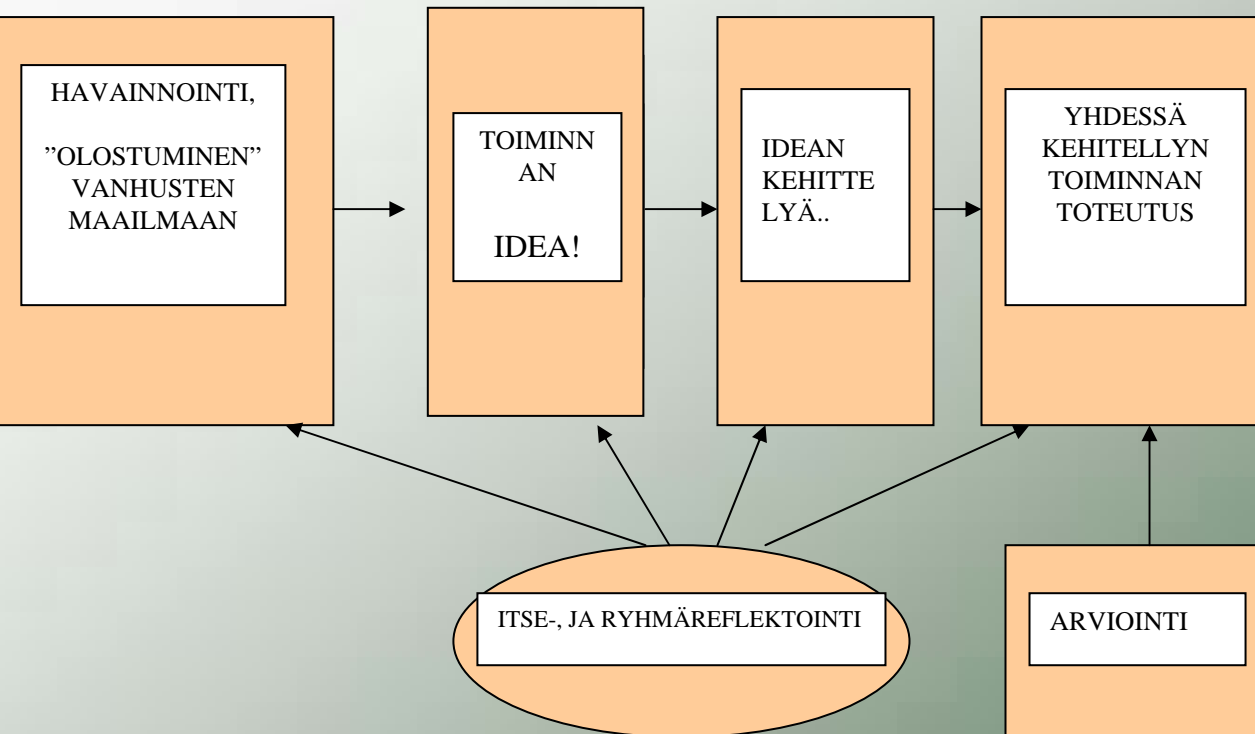 HAVAINNOINTI,
”OLOSTUMINEN”
VANHUSTEN
MAAILMAAN
TOIMINN
AN
IDEA!
IDEAN
KEHITTE
LYÄ..
YHDESSÄ
KEHITELLYN
TOIMINNAN
TOTEUTUS
ITSE-, JA RYHMÄREFLEKTOINTI
ARVIOINTI